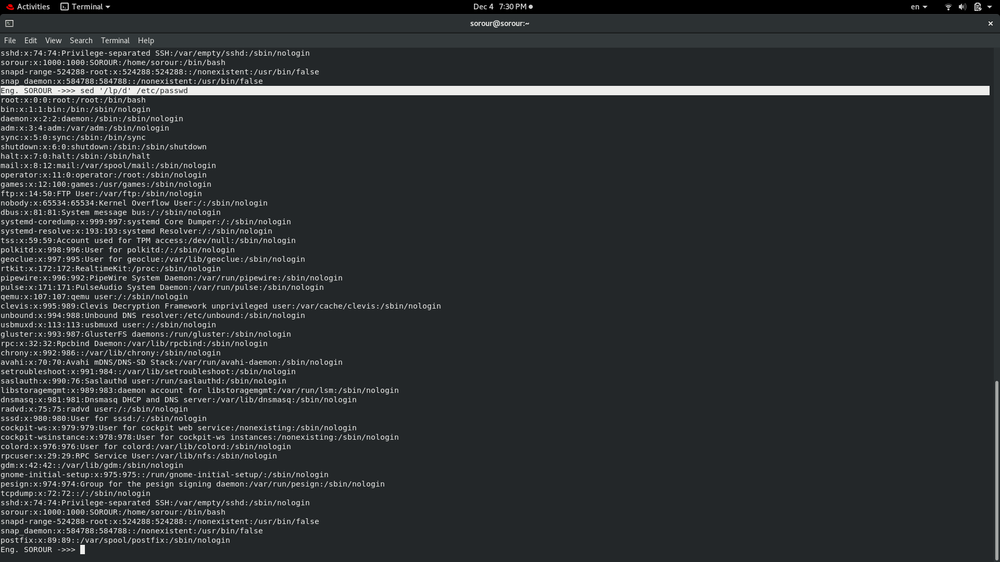 Activities Terminal Dec 4 7:30 PM en
sorour@sorour:~
File Edit View Search Terminal Help
sshd:x:74:74:Privilege-separated SSH:/var/empty/sshd:/sbin/nologin
sorour:x:1000:1000:SOROUR:/home/sorour:/bin/bash
snapd-range-524288-root:x:524288:524288::/nonexistent:/usr/bin/false
snap_daemon:x:584788:584788::/nonexistent:/usr/bin/false
Eng. SOROUR ->>> sed '/lp/d' /etc/passwd
root:x:0:0:root:/root:/bin/bash
bin:x:1:1:bin:/bin:/sbin/nologin
daemon:x:2:2:daemon:/sbin:/sbin/nologin
adm:x:3:4:adm:/var/adm:/sbin/nologin
sync:x:5:0:sync:/sbin:/bin/sync
shutdown:x:6:0:shutdown:/sbin:/sbin/shutdown
halt:x:7:0:halt:/sbin:/sbin/halt
mail:x:8:12:mail:/var/spool/mail:/sbin/nologin
operator:x:11:0:operator:/root:/sbin/nologin
games:x:12:100:games:/usr/games:/sbin/nologin
ftp:x:14:50:FTP User:/var/ftp:/sbin/nologin
nobody:x:65534:65534:Kernel Overflow User:/:/sbin/nologin
dbus:x:81:81:System message bus:/:/sbin/nologin
systemd-coredump:x:999:997:systemd Core Dumper:/:/sbin/nologin
systemd-resolve:x:193:193:systemd Resolver:/:/sbin/nologin
tss:x:59:59:Account used for TPM access:/dev/null:/sbin/nologin
polkitd:x:998:996:User for polkitd:/:/sbin/nologin
geoclue:x:997:995:User for geoclue:/var/lib/geoclue:/sbin/nologin
rtkit:x:172:172:RealtimeKit:/proc:/sbin/nologin
pipewire:x:996:992:PipeWire System Daemon:/var/run/pipewire:/sbin/nologin
pulse:x:171:171:PulseAudio System Daemon:/var/run/pulse:/sbin/nologin
qemu:x:107:107:qemu user:/:/sbin/nologin
clevis:x:995:989:Clevis Decryption Framework unprivileged user:/var/cache/clevis:/sbin/nologin
unbound:x:994:988:Unbound DNS resolver:/etc/unbound:/sbin/nologin
usbmuxd:x:113:113:usbmuxd user:/:/sbin/nologin
gluster:x:993:987:GlusterFS daemons:/run/gluster:/sbin/nologin
rpc:x:32:32:Rpcbind Daemon:/var/lib/rpcbind:/sbin/nologin
chrony:x:992:986::/var/lib/chrony:/sbin/nologin
avahi:x:70:70:Avahi mDNS/DNS-SD Stack:/var/run/avahi-daemon:/sbin/nologin
setroubleshoot:x:991:984::/var/lib/setroubleshoot:/sbin/nologin
saslauth:x:990:76:Saslauthd user:/run/saslauthd:/sbin/nologin
libstoragemgmt:x:989:983:daemon account for libstoragemgmt:/var/run/lsm:/sbin/nologin
dnsmasq:x:981:981:Dnsmasq DHCP and DNS server:/var/lib/dnsmasq:/sbin/nologin
radvd:x:75:75:radvd user:/:/sbin/nologin
sssd:x:980:980:User for sssd:/:/sbin/nologin
cockpit-ws:x:979:979:User for cockpit web service:/nonexisting:/sbin/nologin
cockpit-wsinstance:x:978:978:User for cockpit-ws instances:/nonexisting:/sbin/nologin
colord:x:976:976:User for colord:/var/lib/colord:/sbin/nologin
rpcuser:x:29:29:RPC Service User:/var/lib/nfs:/sbin/nologin
gdm:x:42:42::/var/lib/gdm:/sbin/nologin
gnome-initial-setup:x:975:975::/run/gnome-initial-setup/:/sbin/nologin
pesign:x:974:974:Group for the pesign signing daemon:/var/run/pesign:/sbin/nologin
tcpdump:x:72:72::/:/sbin/nologin
sshd:x:74:74:Privilege-separated SSH:/var/empty/sshd:/sbin/nologin
sorour:x:1000:1000:SOROUR:/home/sorour:/bin/bash
snapd-range-524288-root:x:524288:524288::/nonexistent:/usr/bin/false
snap_daemon:x:584788:584788::/nonexistent:/usr/bin/false
postfix:x:89:89::/var/spool/postfix:/sbin/nologin
Eng. SOROUR ->>>